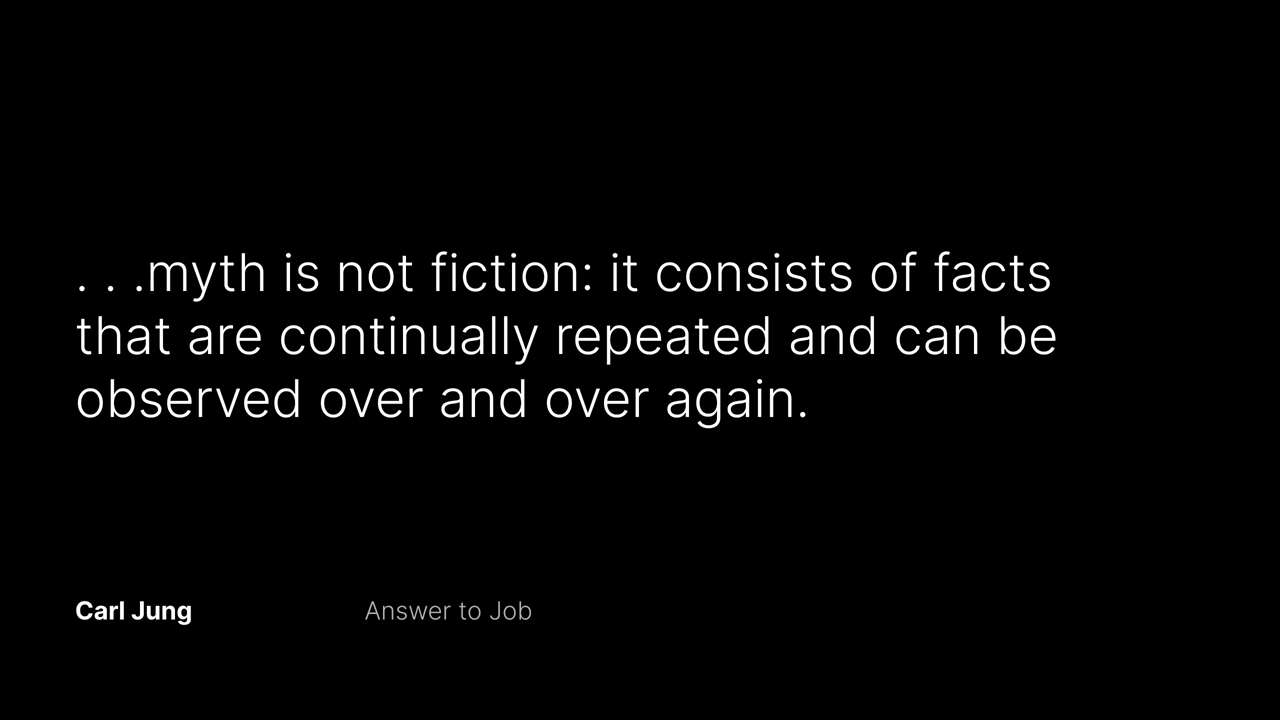 . . .myth is not fiction: it consists of facts
that are continually repeated and can be
observed over and over again.
Carl Jung
Answer to Job